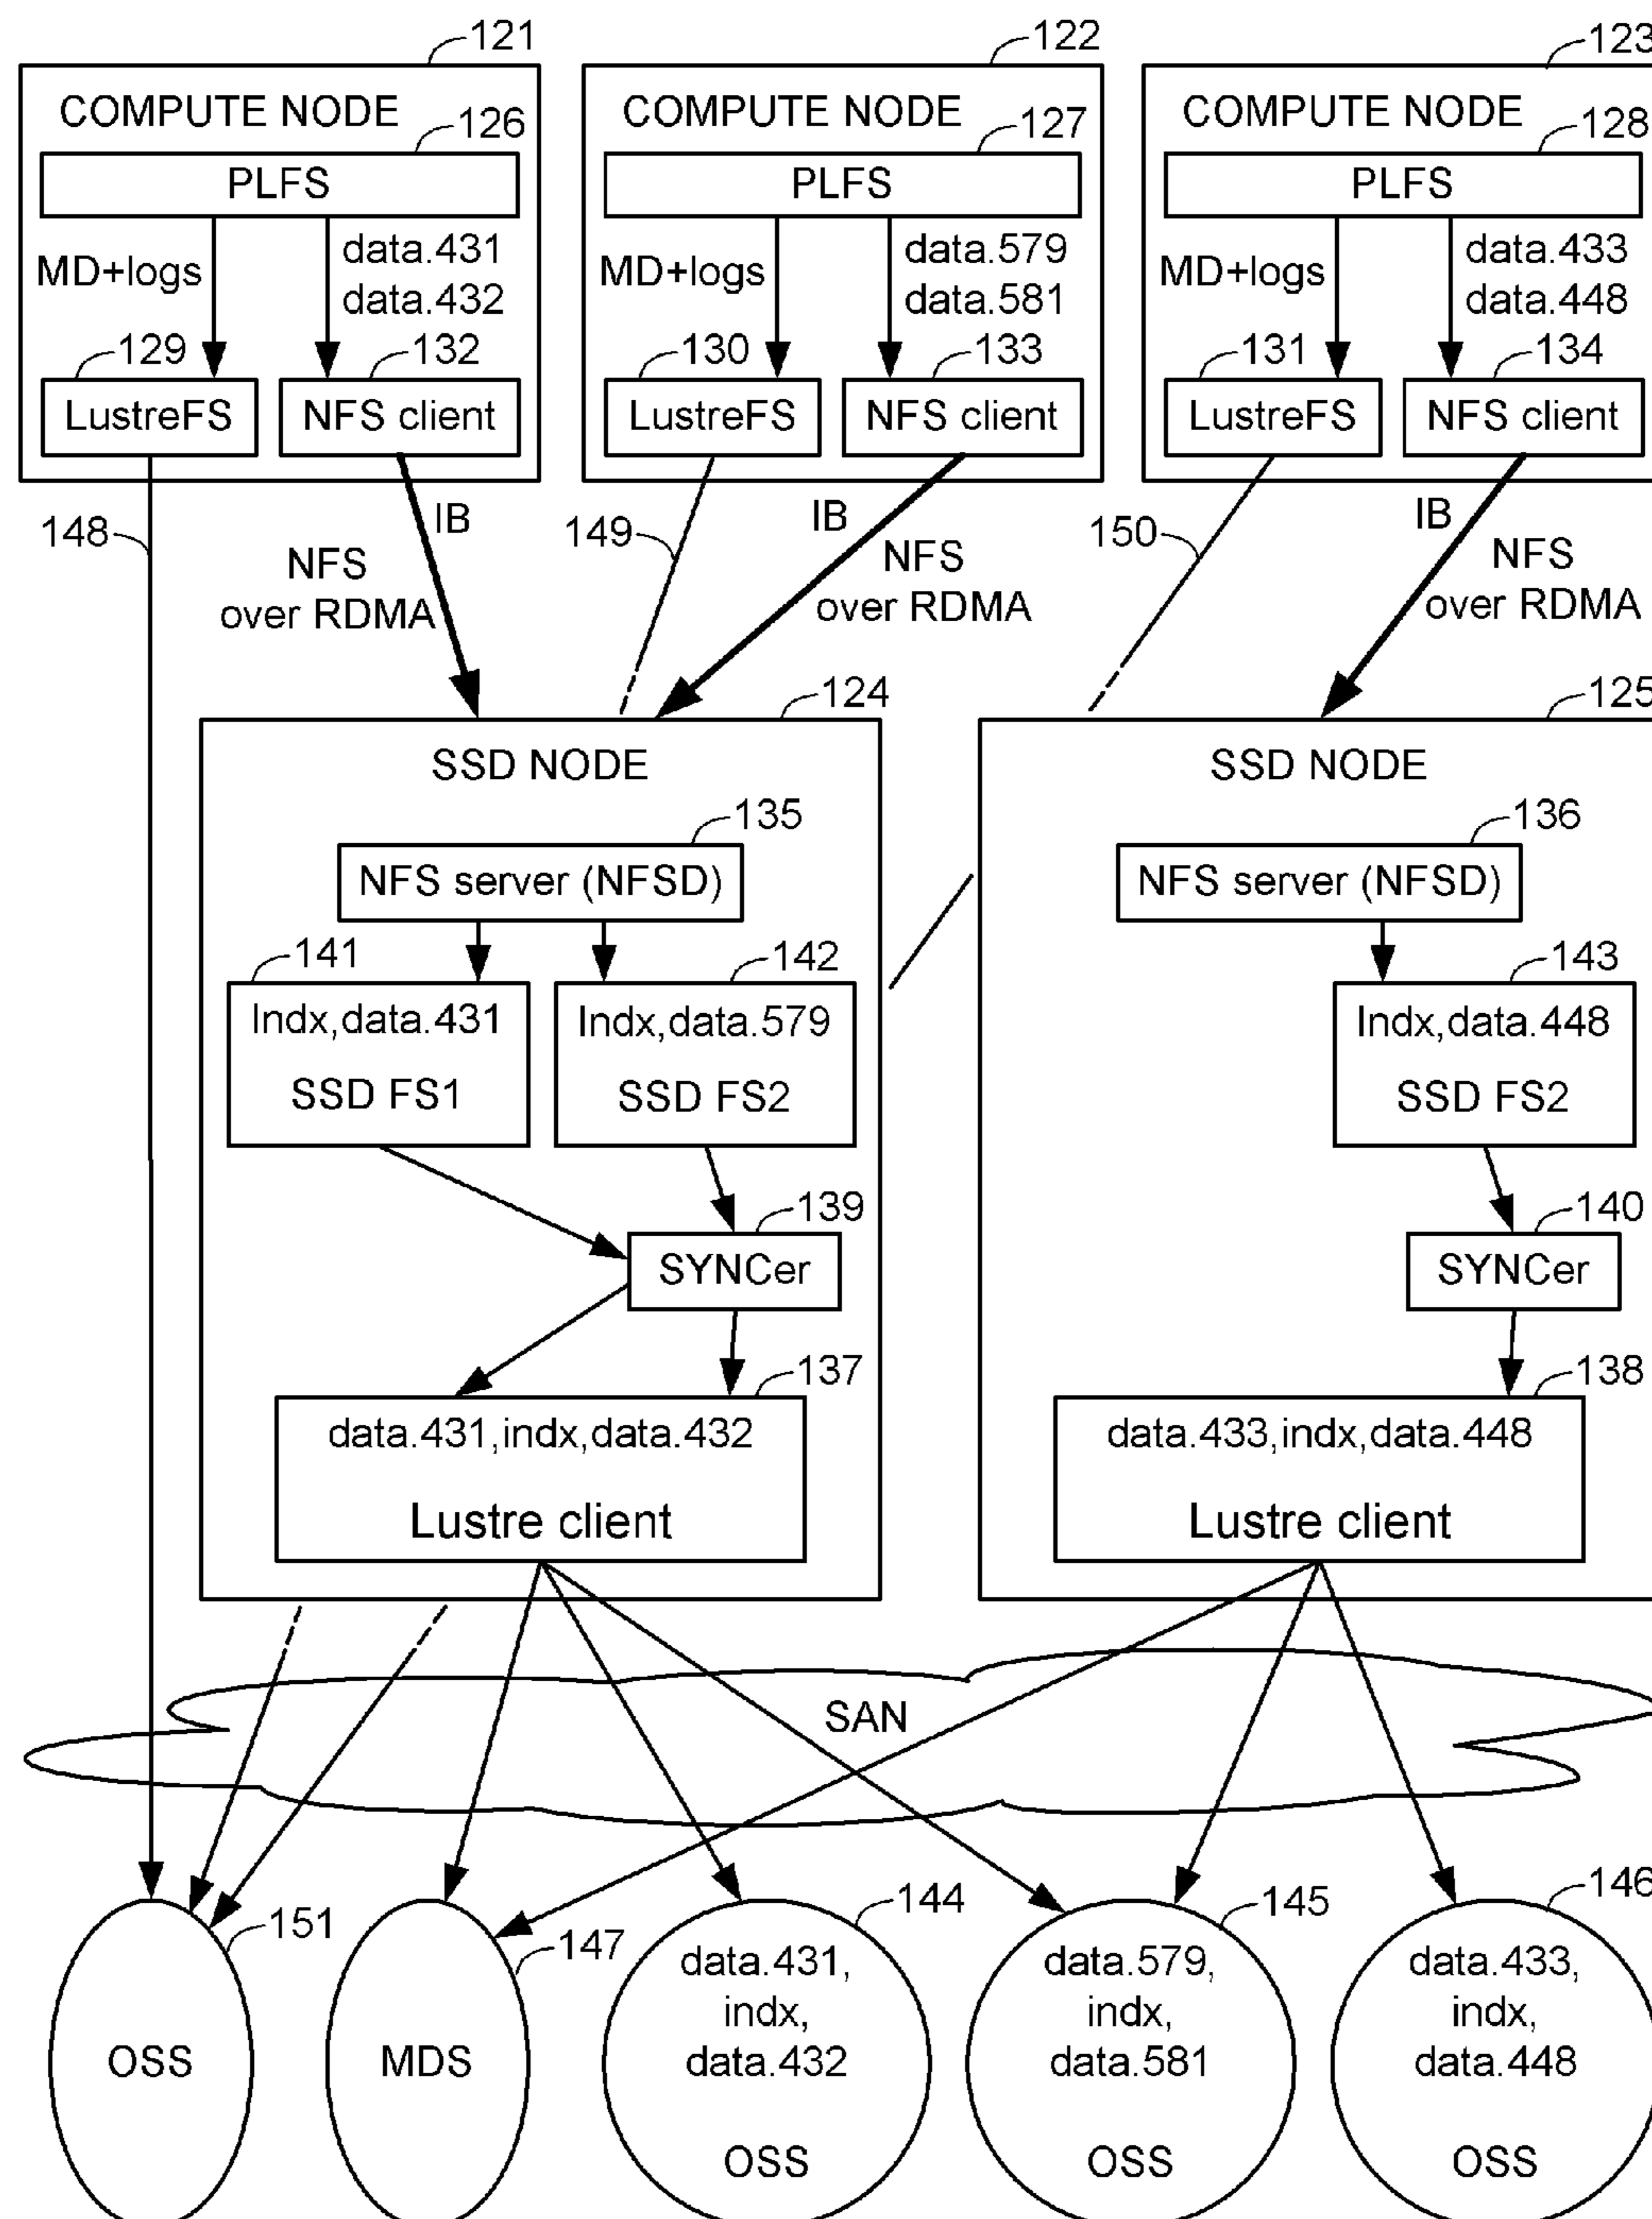 121
122
123
COMPUTE NODE
COMPUTE NODE
COMPUTE NODE
126
127
128
PLFS
PLFS
PLFS
MD+logs
data.431
data.432
MD+logs
data.579
data.581
MD+logs
data.433
data.448
129
132
130
133
131
134
LustreFS
NFS client
LustreFS
NFS client
LustreFS
NFS client
148
IB
NFS
over RDMA
149
IB
NFS
over RDMA
150
IB
NFS
over RDMA
124
125
SSD NODE
SSD NODE
135
136
NFS server (NFSD)
NFS server (NFSD)
141
142
143
Indx,data.431
SSD FS1
Indx,data.579
SSD FS2
Indx,data.448
SSD FS2
139
140
SYNCer
SYNCer
137
138
data.431,indx,data.432
Lustre client
data.433,indx,data.448
Lustre client
SAN
151
147
144
145
146
OSS
MDS
data.431,
indx,
data.432
OSS
data.579,
indx,
data.581
OSS
data.433,
indx,
data.448
OSS